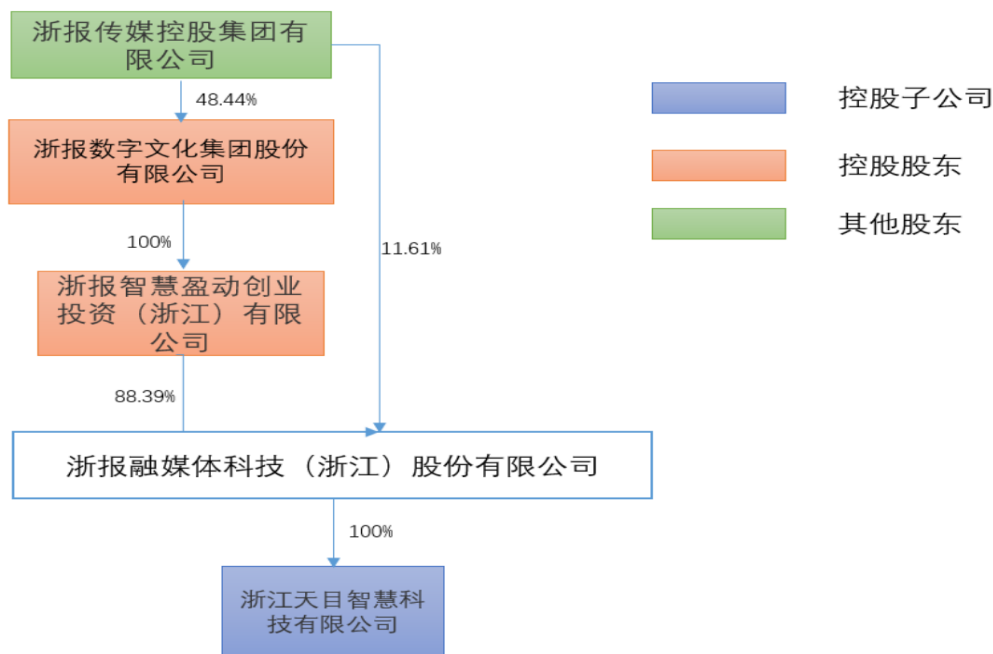 浙报传媒控股集团有
限公司
48.44%
浙报数字文化集团股份
有限公司
100%
11.61%
浙报智慧盈动创业
投资（浙江）有限
公司
88.39%
浙报融媒体科技（浙江）股份有限公司
100%
浙江天目智慧科
技有限公司
控股子公司
控股股东
其他股东